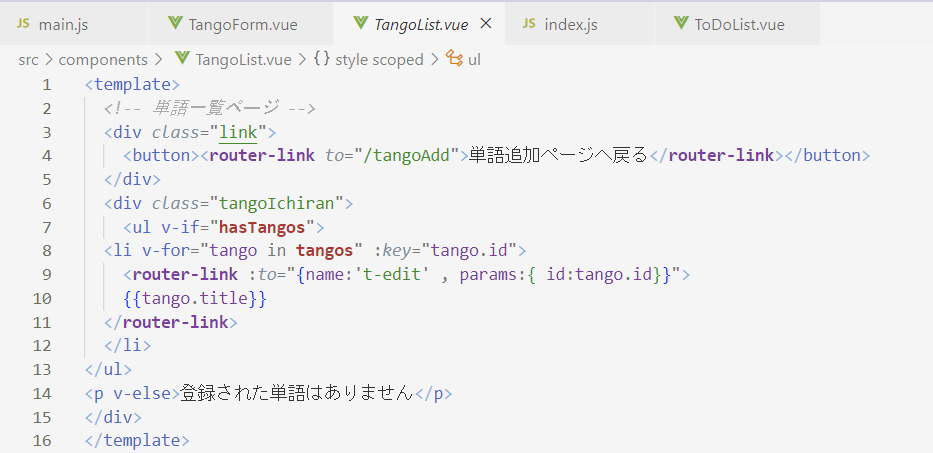 JS main.js TangoForm.vue TangoList.vue × JS index.js ToDoList.vue
src > components > TangoList.vue > {} style scoped > ul
1 <template>
2 <!-- 単語一覧ページ -->
3 <div class="link">
4 <button><router-link to="/tangoAdd">単語追加ページへ戻る</router-link></button>
5 </div>
6 <div class="tangoIchiran">
7 <ul v-if="hasTangos">
8 <li v-for="tango in tangos" :key="tango.id">
9 <router-link :to="{name:'t-edit' , params:{ id:tango.id}}">
10 {{tango.title}}
11 </router-link>
12 </li>
13 </ul>
14 <p v-else>登録された単語はありません</p>
15 </div>
16 </template>